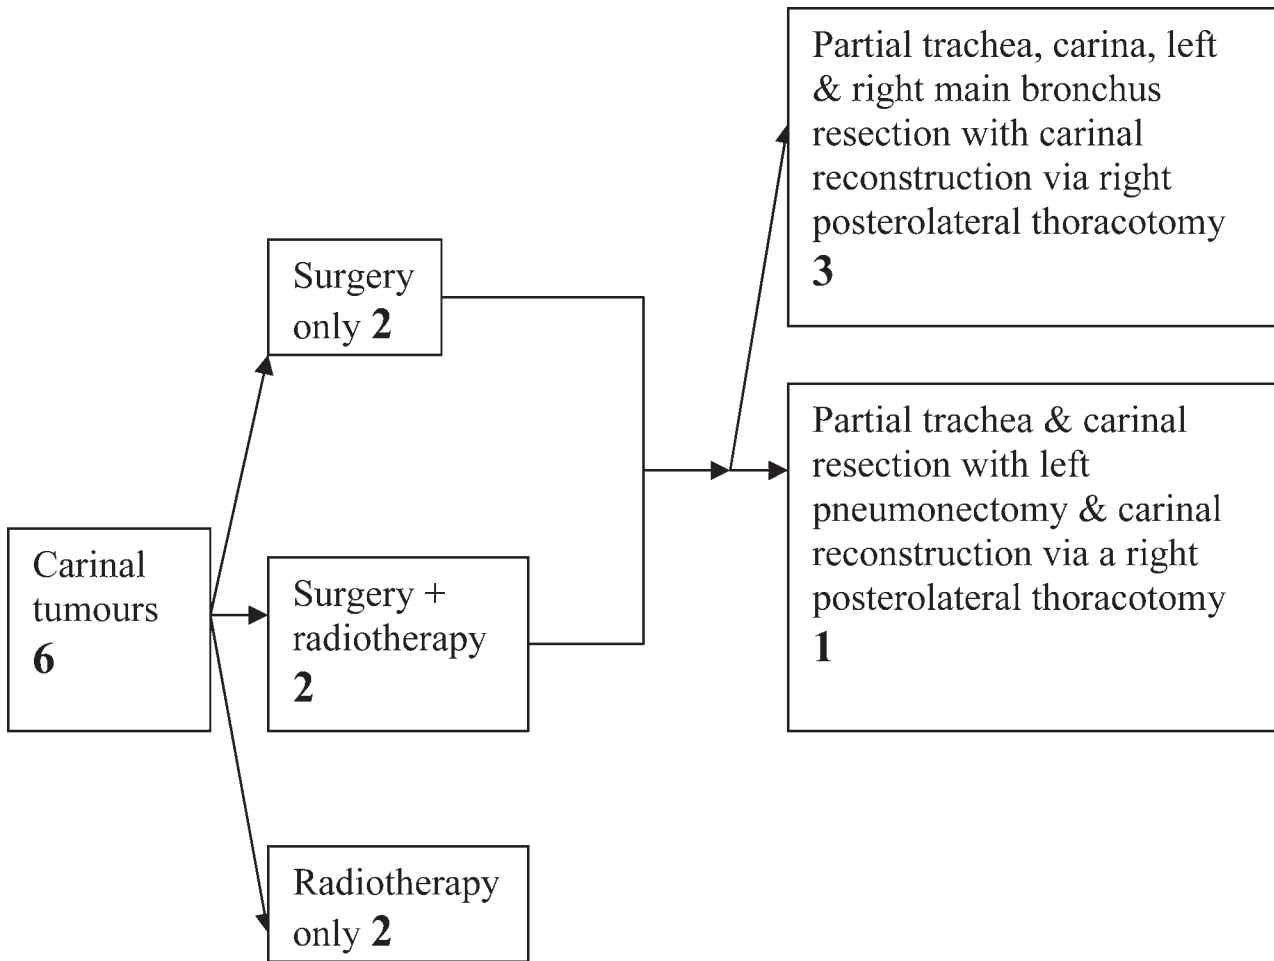 Carinal
tumours
6
Surgery
only 2
Surgery +
radiotherapy
2
Radiotherapy
only 2
Partial trachea, carina, left
& right main bronchus
resection with carinal
reconstruction via right
posterolateral thoracotomy
3
Partial trachea & carinal
resection with left
pneumonectomy & carinal
reconstruction via a right
posterolateral thoracotomy
1